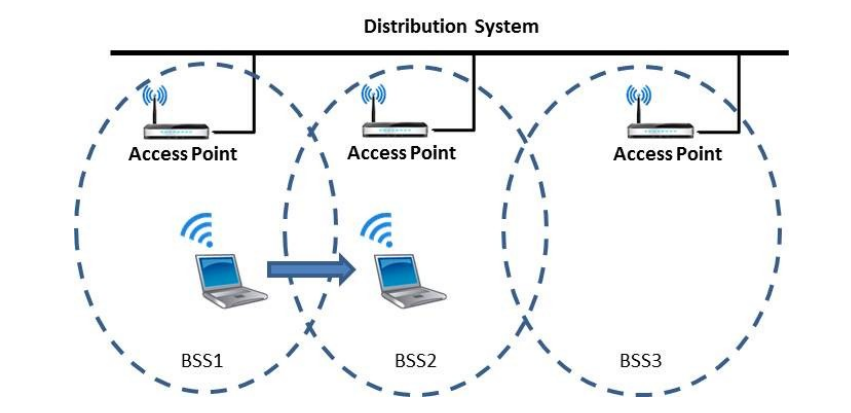 Distribution System
Access Point
Access Point
Access Point
BSS1
BSS2
BSS3